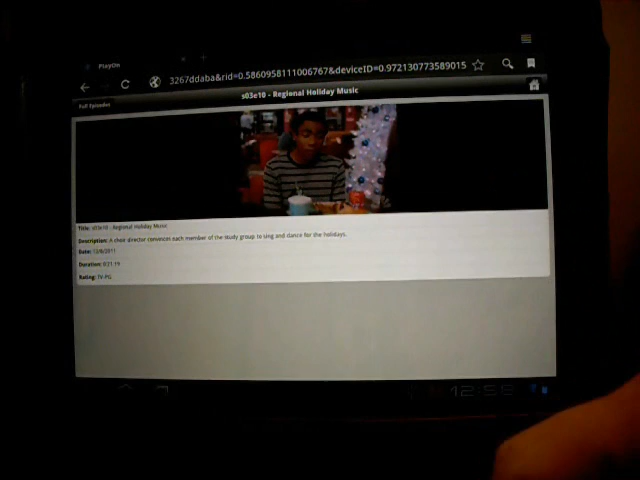 PlayOn
3267ddaba&rid=0.5860958111006767&deviceID=0.972130773589015
Full Episodes
s03e10 - Regional Holiday Music
Title: s03e10 - Regional Holiday Music
Description: A choir director convinces each member of the study group to sing and dance for the holidays.
Date: 12/8/2011
Duration: 0:21:19
Rating: TV-PG
12:58